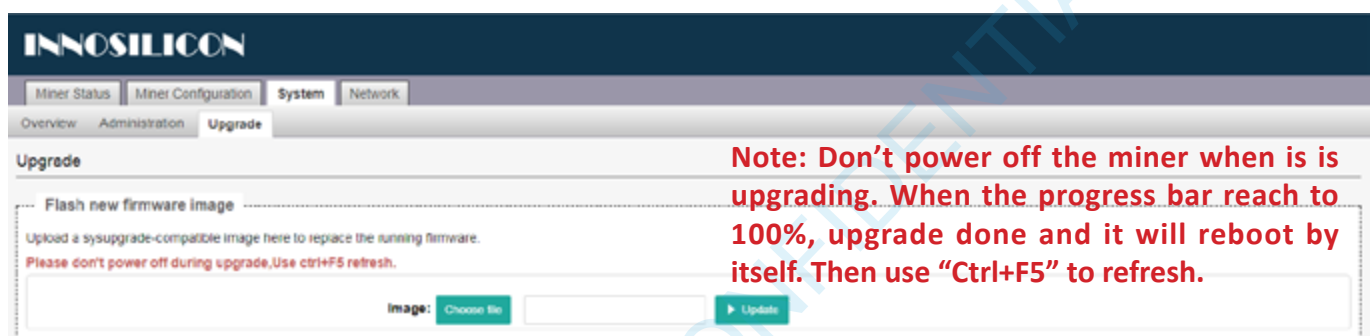 INNOSILICON
Miner Status Miner Configuration System Network
Overview Administration Upgrade
Upgrade
Note: Don’t power off the miner when is is
upgrading. When the progress bar reach to
100%, upgrade done and it will reboot by
itself. Then use “Ctrl+F5” to refresh.
Flash new firmware image
Upload a sysupgrade-compatible image here to replace the running firmware.
Please don't power off during upgrade,Use ctrl+F5 refresh.
Image: Choose file Update